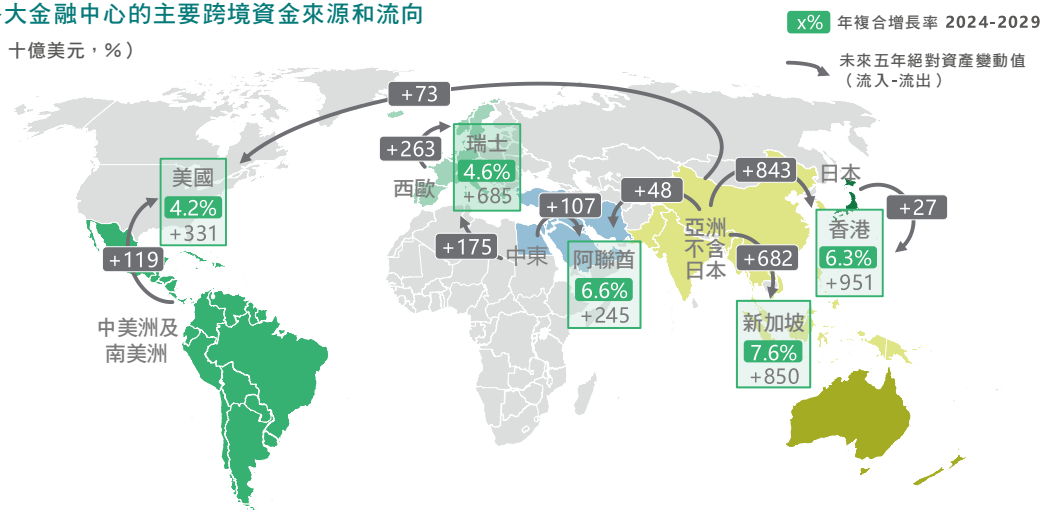 大金融中心的主要跨境資金來源和流向
十億美元，%）
x% 年複合增長率 2024-2029
未來五年絕對資產變動值
（流入-流出）
+73
+263
瑞士
4.6%
+685
西歐
美國
4.2%
+331
+119
中美洲及
南美洲
+175
中東
+107
阿聯酋
6.6%
+245
+48
亞洲
不含
日本
+843
日本
+27
香港
6.3%
+951
+682
新加坡
7.6%
+850